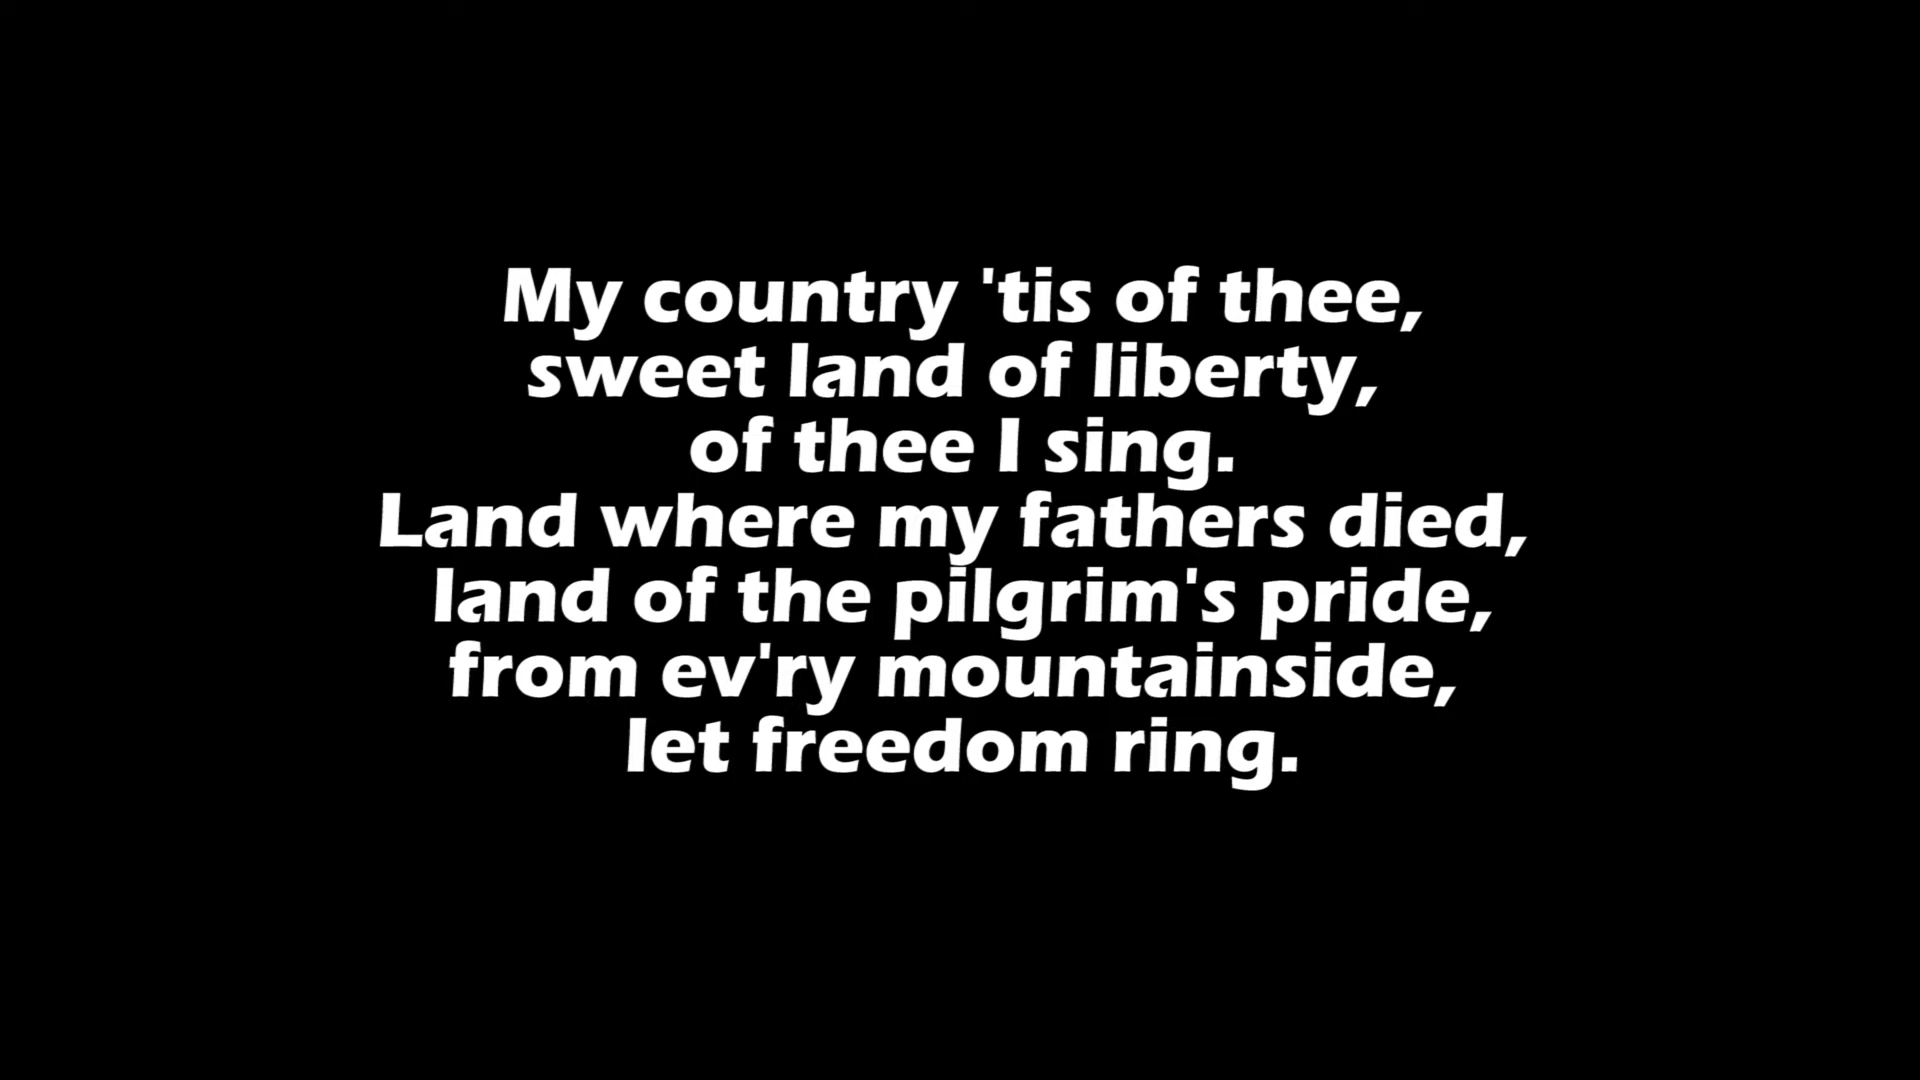 My country 'tis of thee,
sweet land of liberty,
of thee I sing.
Land where my fathers died,
land of the pilgrim's pride,
from ev'ry mountainside,
let freedom ring.